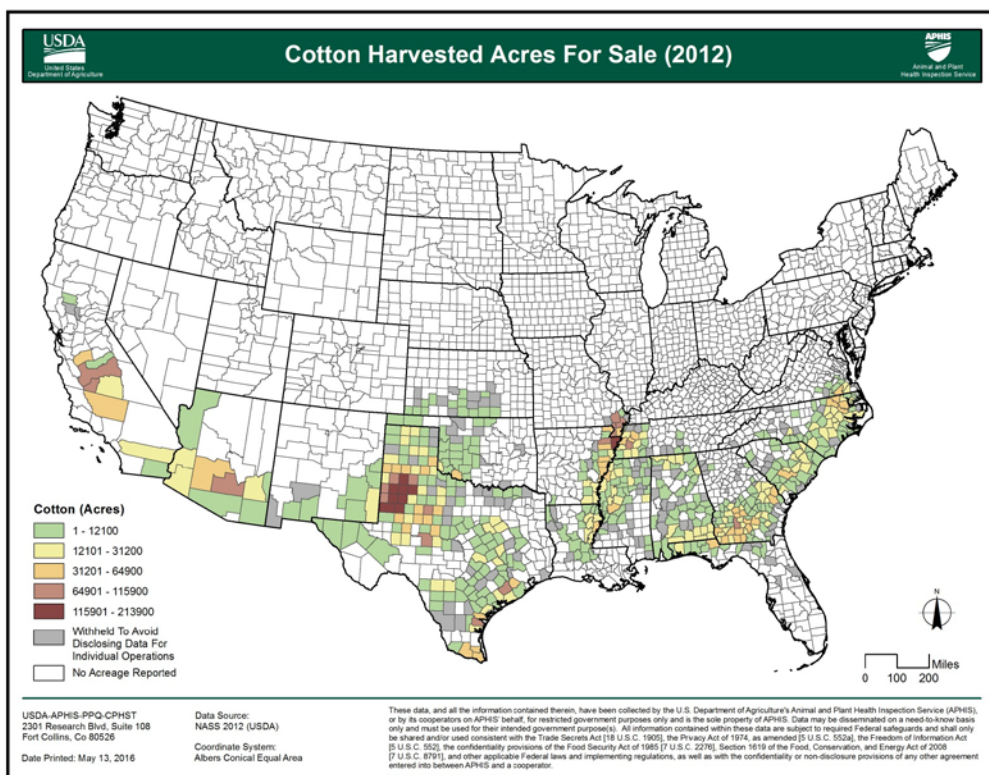 USDA
United States
Department of Agriculture
Cotton Harvested Acres For Sale (2012)
APHIS
Animal and Plant
Health Inspection Service
Cotton (Acres)
1 - 12100
12101 - 31200
31201 - 64900
64901 - 115900
115901 - 213900
Withheld To Avoid
Disclosing Data For
Individual Operations
No Acreage Reported
N
Miles
0 100 200
USDA-APHIS-PPQ-CPHST
2301 Research Blvd, Suite 108
Fort Collins, Co 80526
Date Printed: May 13, 2016
Data Source:
NASS 2012 (USDA)
Coordinate System:
Albers Conical Equal Area
These data, and all the information contained therein, have been collected by the U.S. Department of Agriculture's Animal and Plant Health Inspection Service (APHIS),
or by its cooperators on APHIS' behalf, for restricted government purposes only and is the sole property of APHIS. Data may be disseminated on a need-to-know basis
only and must be used for their intended government purpose(s). All information contained within these data are subject to required Federal safeguards and shall only
be shared and/or used consistent with the Trade Secrets Act [18 U.S.C. 1905], the Privacy Act of 1974, as amended [5 U.S.C. 552a], the Freedom of Information Act
[5 U.S.C. 552], the confidentiality provisions of the Food Security Act of 1985 [7 U.S.C. 2276], Section 1619 of the Food, Conservation, and Energy Act of 2008
[7 U.S.C. 8791], and other applicable Federal laws and implementing regulations, as well as with the confidentiality or non-disclosure provisions of any other agreement
entered into between APHIS and a cooperator.